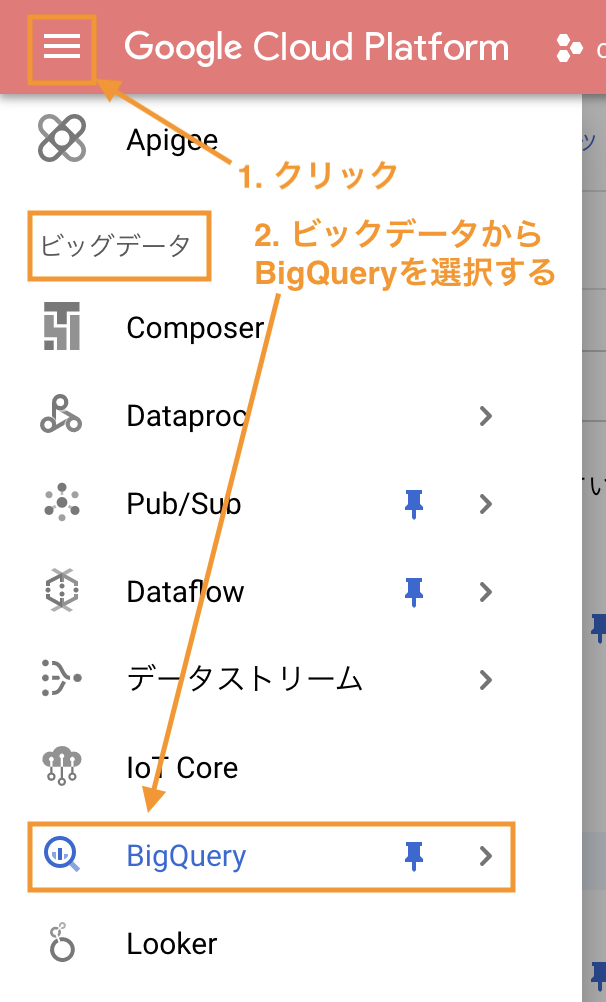 Google Cloud Platform
Apigee
1. クリック
ビッグデータ
2. ビックデータから
BigQueryを選択する
Composer
Dataproc
Pub/Sub
Dataflow
データストリーム
IoT Core
BigQuery
Looker